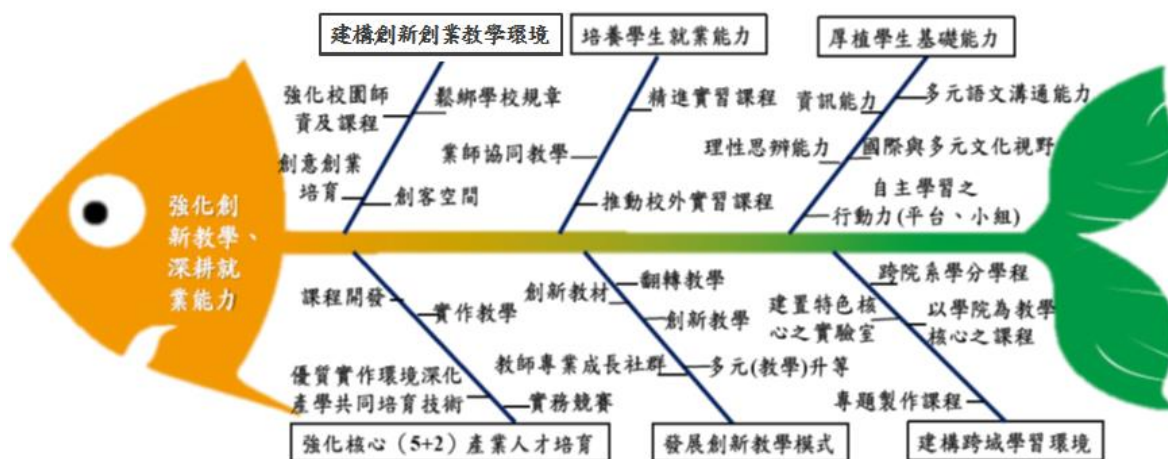 建構創新創業教學環境
培養學生就業能力
厚植學生基礎能力
強化校園師
資及課程
鬆綁學校規章
創意創業
培育
創客空間
精進實習課程
業師協同教學
推動校外實習課程
資訊能力
多元語文溝通能力
理性思辨能力
國際與多元文化視野
自主學習之
行動力(平台、小組)
強化創
新教學、
深耕就
業能力
課程開發
實作教學
優質實作環境深化
產學共同培育技術
實務競賽
創新教材
翻轉教學
創新教學
教師專業成長社群
多元(教學)升等
跨院系學分學程
建置特色核
心之實驗室
以學院為教學
核心之課程
專題製作課程
強化核心（5+2）產業人才培育
發展創新教學模式
建構跨域學習環境